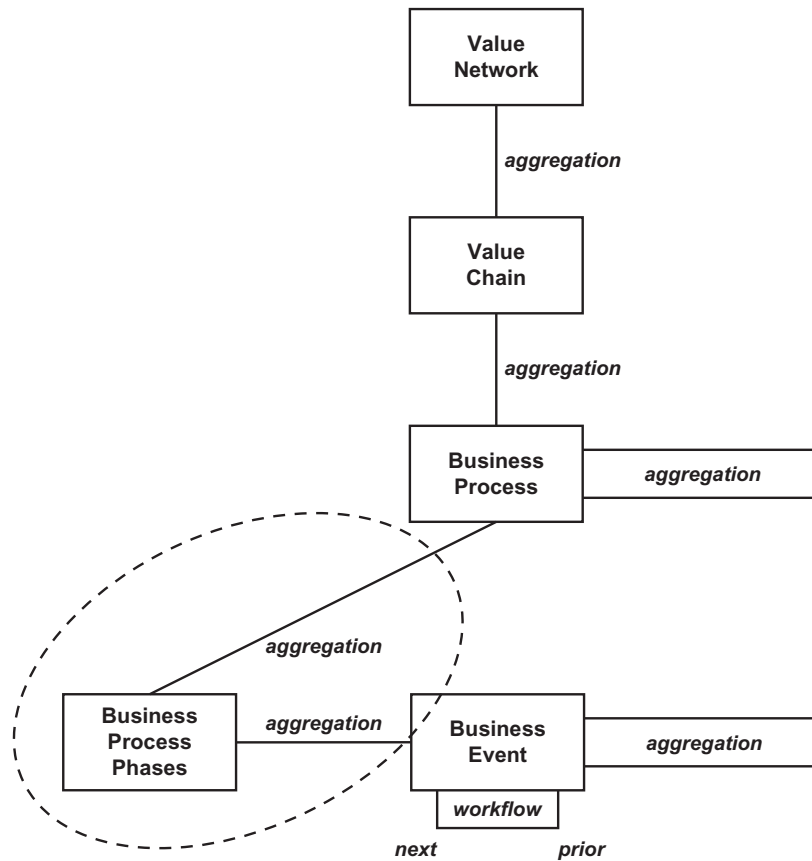 Value
Network
aggregation
Value
Chain
aggregation
Business
Process
aggregation
aggregation
Business
Process
Phases
aggregation
Business
Event
aggregation
workflow
next
prior